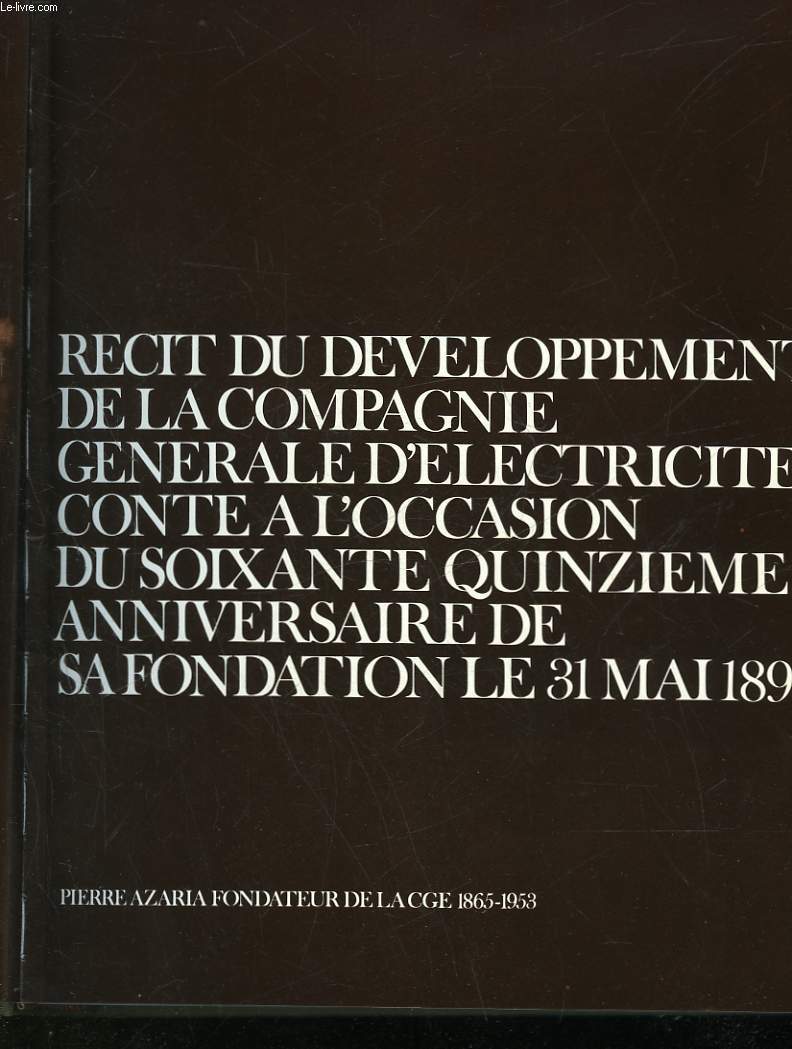 Le-livre.com
RECIT DU DEVELOPPEMENT
DE LA COMPAGNIE
GENERALE D'ELECTRICITE
CONTE A L'OCCASION
DU SOIXANTE QUINZIEME
ANNIVERSAIRE DE
SA FONDATION LE 31 MAI 189
PIERRE AZARIA FONDATEUR DE LA CGE 1865-1953